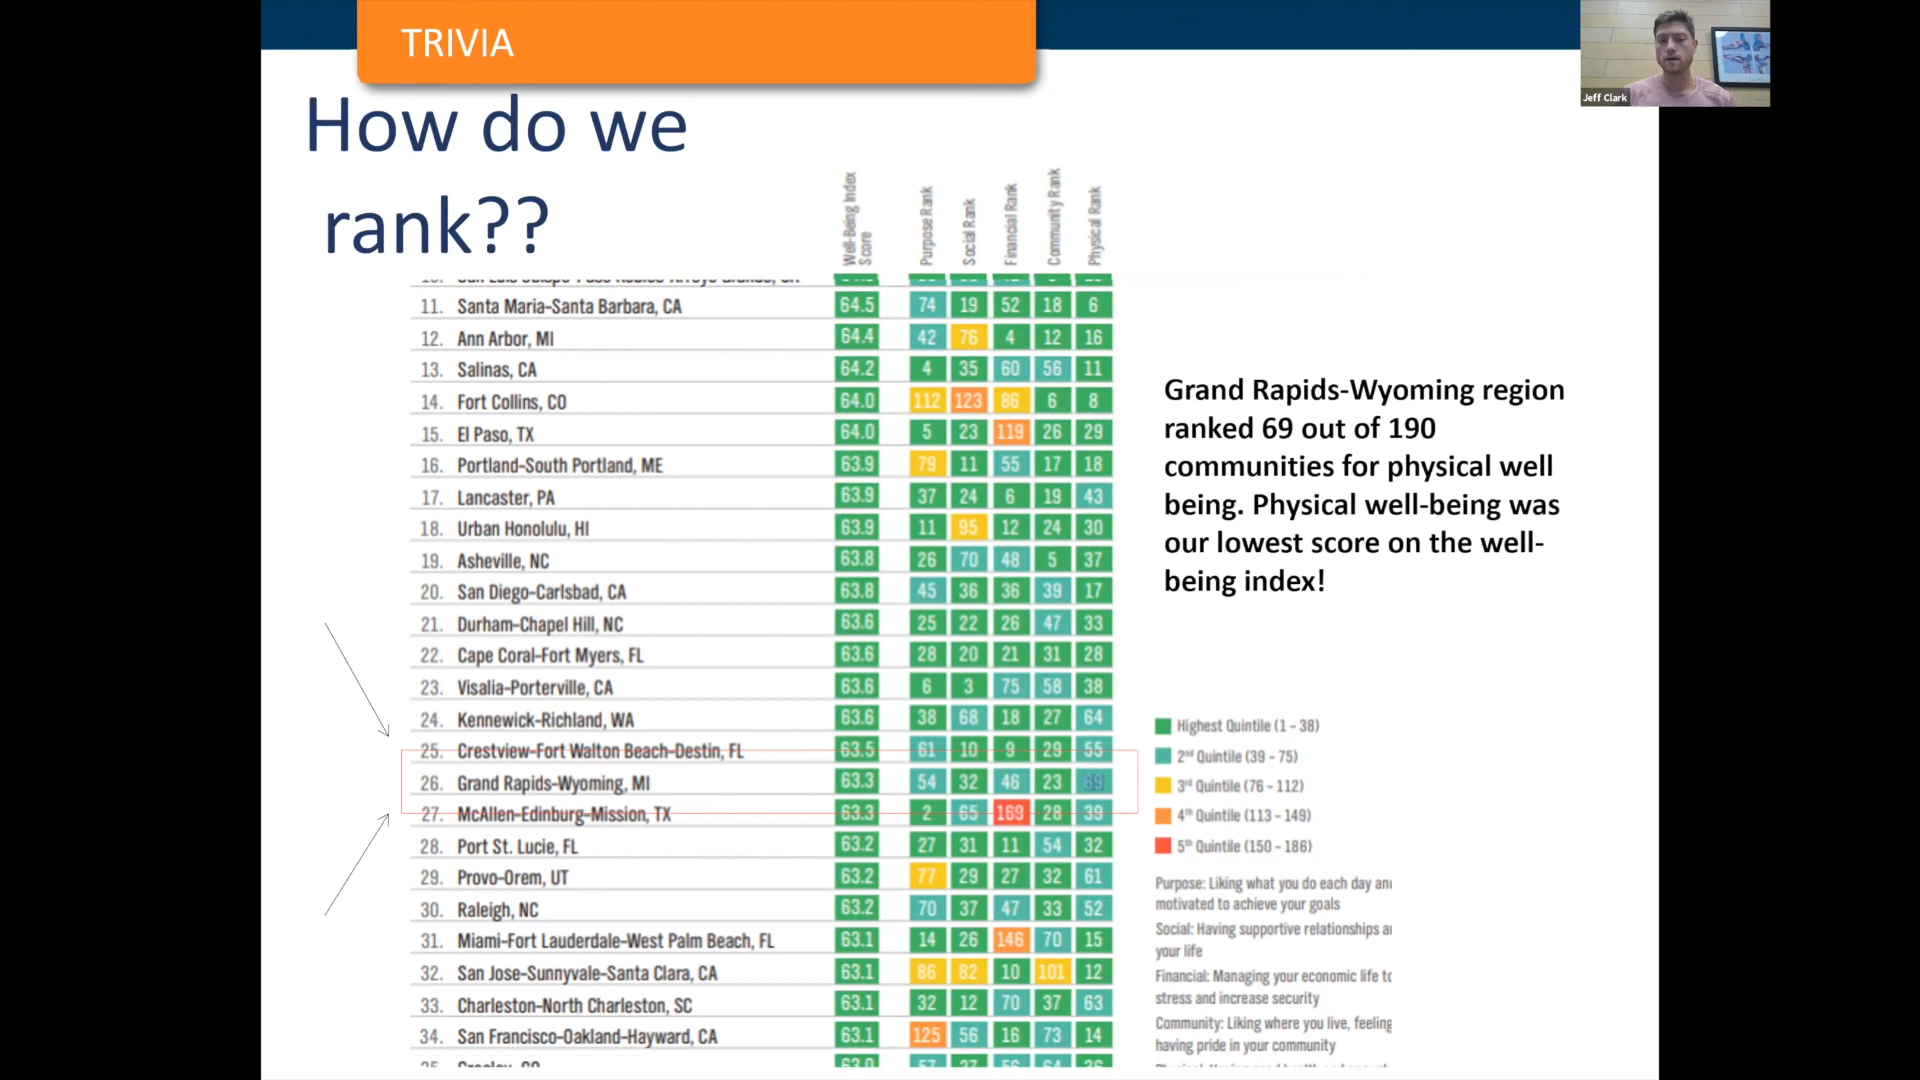 TRIVIA
Jeff Clark
How do we
rank??
Well-Being Index
Score
Purpose Rank
Social Rank
Financial Rank
Community Rank
Physical Rank
11. Santa Maria-Santa Barbara, CA 64.5 74 19 52 18 6
12. Ann Arbor, MI 64.4 42 76 4 12 16
13. Salinas, CA 64.2 4 35 60 56 11
14. Fort Collins, CO 64.0 112 123 86 6 8
15. El Paso, TX 64.0 5 23 119 26 29
16. Portland-South Portland, ME 63.9 79 11 55 17 18
17. Lancaster, PA 63.9 37 24 6 19 43
18. Urban Honolulu, HI 63.9 11 95 12 24 30
19. Asheville, NC 63.8 26 70 48 5 37
20. San Diego-Carlsbad, CA 63.8 45 36 36 39 17
21. Durham-Chapel Hill, NC 63.6 25 22 26 47 33
22. Cape Coral-Fort Myers, FL 63.6 28 20 21 31 28
23. Visalia-Porterville, CA 63.6 6 3 75 58 38
24. Kennewick-Richland, WA 63.6 38 68 18 27 64
25. Crestview-Fort Walton Beach-Destin, FL 63.5 61 10 9 29 55
26. Grand Rapids-Wyoming, MI 63.3 54 32 46 23 69
27. McAllen-Edinburg-Mission, TX 63.3 2 65 169 28 39
28. Port St. Lucie, FL 63.2 27 31 11 54 32
29. Provo-Orem, UT 63.2 77 29 27 32 61
30. Raleigh, NC 63.2 70 37 47 33 52
31. Miami-Fort Lauderdale-West Palm Beach, FL 63.1 14 26 146 70 15
32. San Jose-Sunnyvale-Santa Clara, CA 63.1 86 82 10 101 12
33. Charleston-North Charleston, SC 63.1 32 12 70 37 63
34. San Francisco-Oakland-Hayward, CA 63.1 125 56 16 73 14
Grand Rapids-Wyoming region
ranked 69 out of 190
communities for physical well
being. Physical well-being was
our lowest score on the well-
being index!
Highest Quintile (1 - 38)
2nd Quintile (39 - 75)
3rd Quintile (76 - 112)
4th Quintile (113 - 149)
5th Quintile (150 - 186)
Purpose: Liking what you do each day
motivated to achieve your goals
Social: Having supportive relationships
your life
Financial: Managing your economic life
stress and increase security
Community: Liking where you live, feeling
having pride in your community